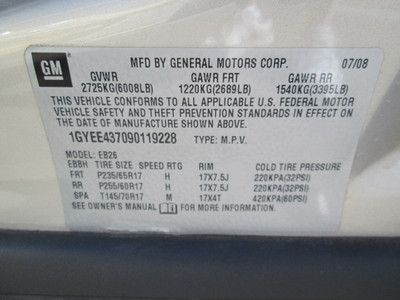 GM
MFD BY GENERAL MOTORS CORP. 07/08
GVWR GAWR FRT GAWR RR
2725KG(6008LB) 1220KG(2689LB) 1540KG(3395LB)
THIS VEHICLE CONFORMS TO ALL APPLICABLE U.S. FEDERAL MOTOR
VEHICLE SAFETY AND THEFT PREVENTION STANDARDS IN EFFECT ON
THE DATE OF MANUFACTURE SHOWN ABOVE.
1GYEE437090119228 TYPE: M.P.V.
MODEL: EB26
EBBH TIRE SIZE SPEED RTG RIM COLD TIRE PRESSURE
FRT P235/65R17 H 17X7.5J 220KPA(32PSI)
RR P255/60R17 H 17X7.5J 220KPA(32PSI)
SPA T145/70R17 M 17X4T 420KPA(60PSI)
SEE OWNER'S MANUAL FOR MORE INFORMATION.